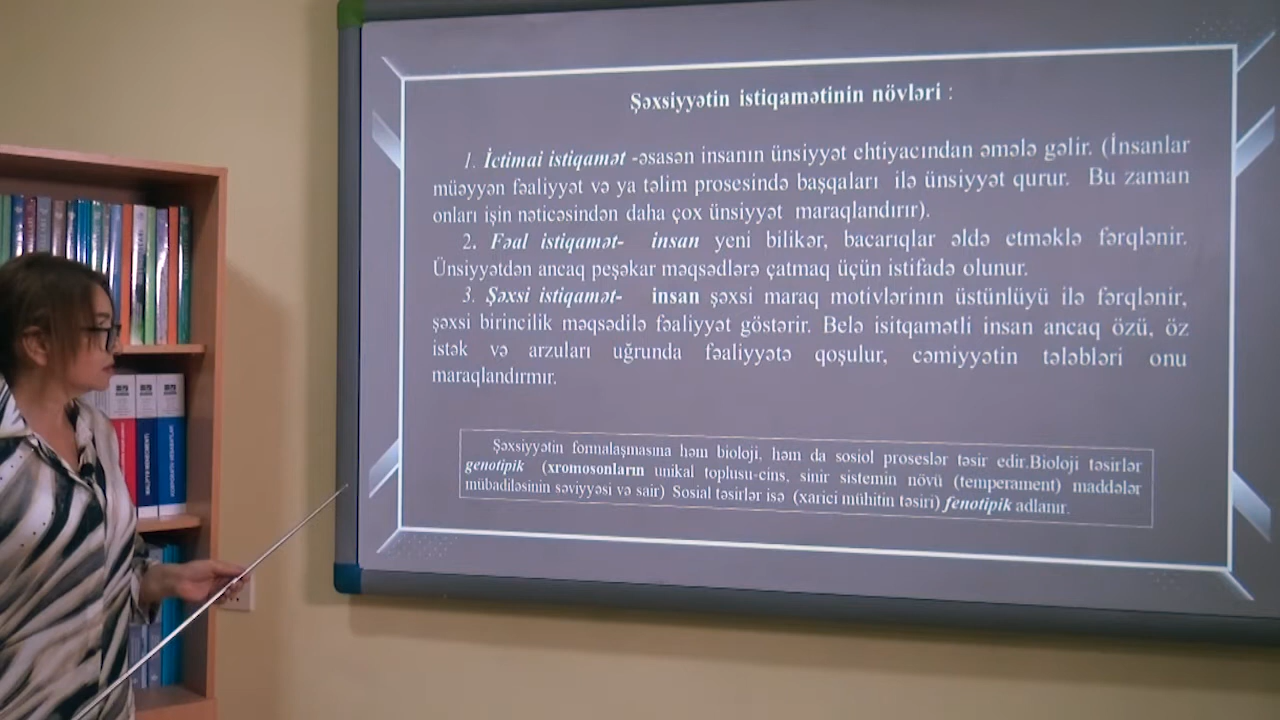 Şəxsiyyətin istiqamətinin növləri :
1. İctimai istiqamət -əsasən insanın ünsiyyət ehtiyacından əmələ gəlir. (İnsanlar
müəyyən fəaliyyət və ya təlim prosesində başqaları ilə ünsiyyət qurur. Bu zaman
onları işin nəticəsindən daha çox ünsiyyət maraqlandırır).
2. Fəal istiqamət- insan yeni bilikər, bacarıqlar əldə etməklə fərqlənir.
Ünsiyyətdən ancaq peşəkar məqsədlərə çatmaq üçün istifadə olunur.
3. Şəxsi istiqamət- insan şəxsi maraq motivlərinin üstünlüyü ilə fərqlənir,
şəxsi birincilik məqsədilə fəaliyyət göstərir. Belə isitqamətli insan ancaq özü, öz
istək və arzuları uğrunda fəaliyyətə qoşulur, cəmiyyətin tələbləri onu
maraqlandırmır.
Şəxsiyyətin formalaşmasına həm bioloji, həm də sosiol proseslər təsir edir.Bioloji təsirlər
genotipik (xromosonların unikal toplusu-cins, sinir sistemin növü (temperament) maddələr
mübadiləsinin səviyyəsi və sair) Sosial təsirlər isə (xarici mühitin təsiri) fenotipik adlanır.